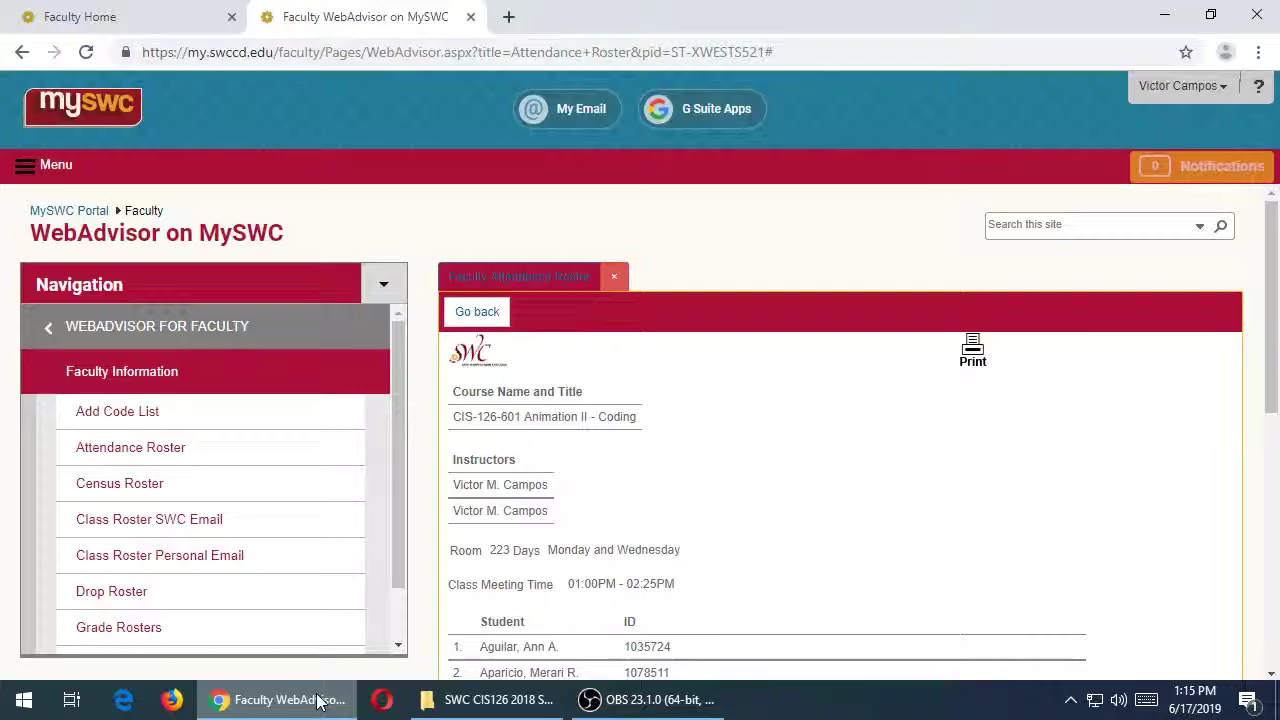 Faculty Home
Faculty WebAdvisor on MySWC
https://my.swccd.edu/faculty/Pages/WebAdvisor.aspx?title=Attendance+Roster&pid=ST-XWESTS521#
mySWC
My Email
G Suite Apps
Victor Campos
?
Menu
0
Notifications
MySWC Portal
Faculty
WebAdvisor on MySWC
Search this site
Navigation
WEBADVISOR FOR FACULTY
Faculty Information
Add Code List
Attendance Roster
Census Roster
Class Roster SWC Email
Class Roster Personal Email
Drop Roster
Grade Rosters
Faculty Attendance Roster
Go back
SWC
Print
Course Name and Title
CIS-126-601 Animation II - Coding
Instructors
Victor M. Campos
Victor M. Campos
Room 223 Days Monday and Wednesday
Class Meeting Time 01:00PM - 02:25PM
Student ID
1. Aguilar, Ann A. 1035724
2. Aparicio, Merari R. 1078511
Faculty WebAdviso...
SWC CIS126 2018 S...
OBS 23.1.0 (64-bit, ...
1:15 PM
6/17/2019
1